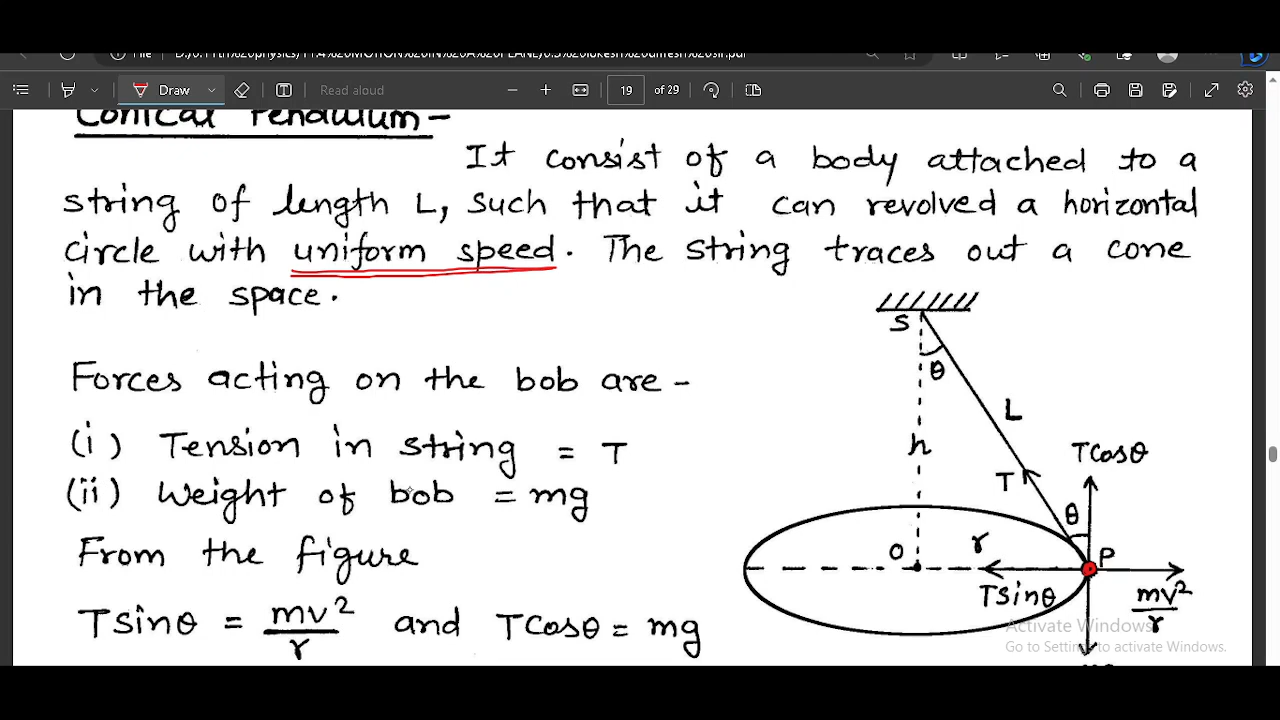 File
sir.pdf
Draw
Read aloud
19
of 29
Conical Pendulum-
It consist of a body attached to a
string of length L, such that it can revolved a horizontal
circle with uniform speed. The string traces out a cone
in the space.
S
θ
Forces acting on the bob are -
L
(i) Tension in string = T
h
Tcosθ
T
(ii) Weight of bob = mg
θ
From the figure
O
r
P
Tsinθ
mv²/r
Tsinθ = mv²/r and Tcosθ = mg
Activate Windows
Go to Settings to activate Windows.